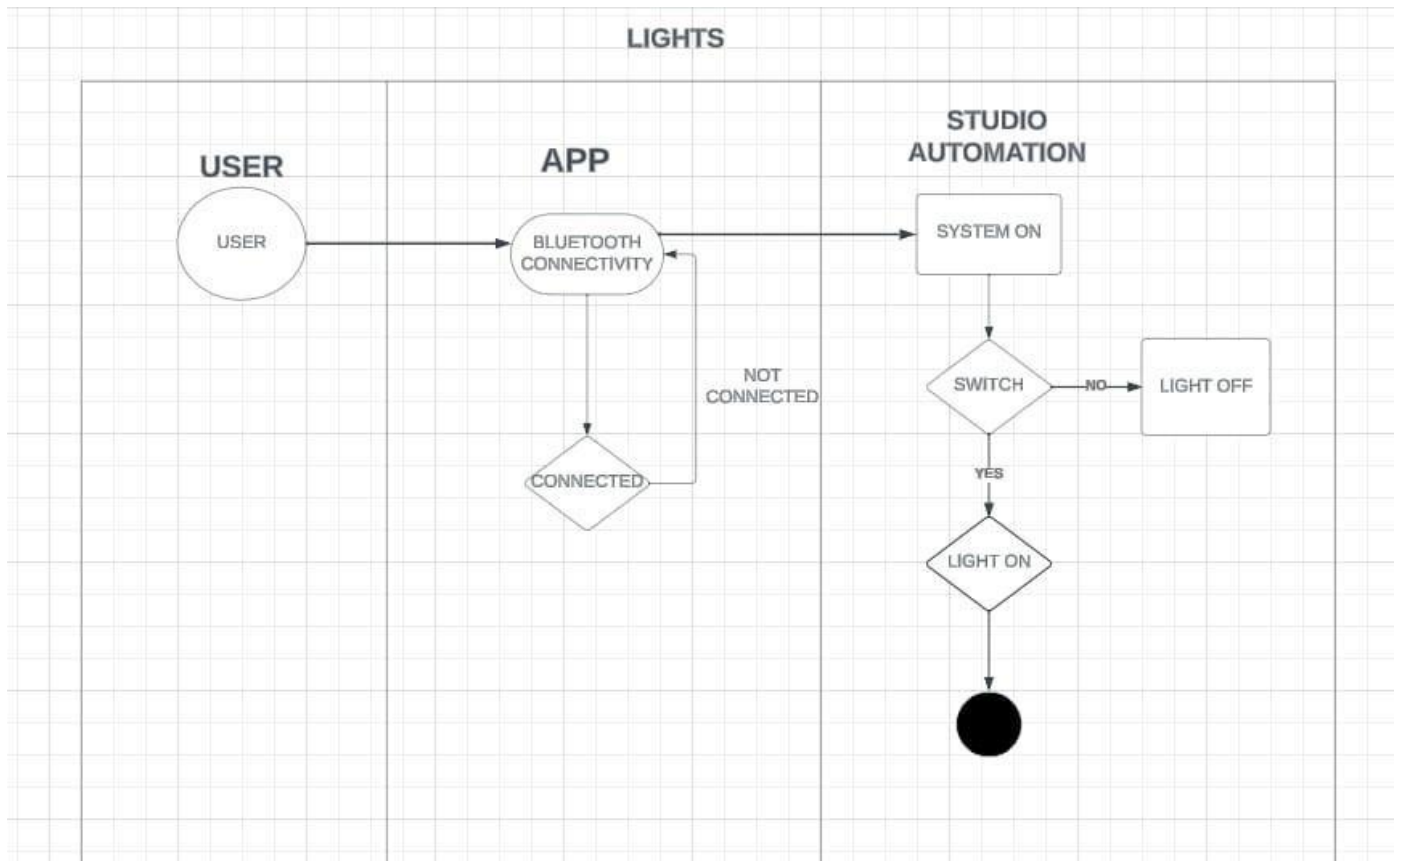 LIGHTS
USER
APP
STUDIO
AUTOMATION
USER
BLUETOOTH
CONNECTIVITY
SYSTEM ON
NOT
CONNECTED
SWITCH
NO
LIGHT OFF
CONNECTED
YES
LIGHT ON